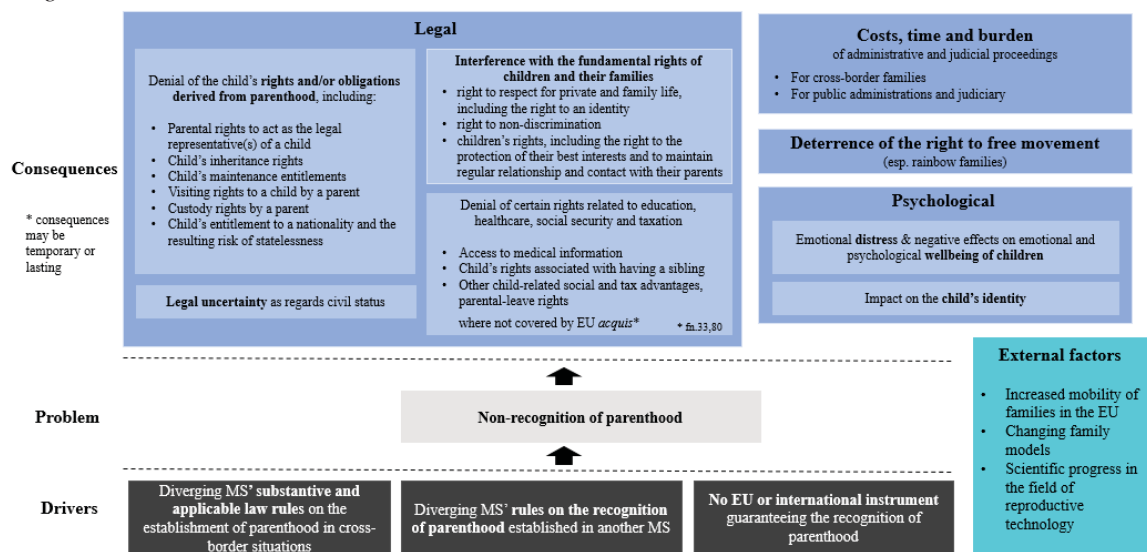 Legal
Denial of the child's rights and/or obligations
derived from parenthood, including:
• Parental rights to act as the legal
representative(s) of a child
• Child's inheritance rights
• Child's maintenance entitlements
• Visiting rights to a child by a parent
• Custody rights by a parent
• Child's entitlement to a nationality and the
resulting risk of statelessness
Legal uncertainty as regards civil status
Interference with the fundamental rights of
children and their families
• right to respect for private and family life,
including the right to an identity
• right to non-discrimination
• children's rights, including the right to the
protection of their best interests and to maintain
regular relationship and contact with their parents
Denial of certain rights related to education,
healthcare, social security and taxation
• Access to medical information
• Child's rights associated with having a sibling
• Other child-related social and tax advantages,
parental-leave rights
where not covered by EU acquis*
* fn.33,80
Costs, time and burden
of administrative and judicial proceedings
• For cross-border families
• For public administrations and judiciary
Deterrence of the right to free movement
(esp. rainbow families)
Psychological
Emotional distress & negative effects on emotional and
psychological wellbeing of children
Impact on the child's identity
Consequences
* consequences
may be
temporary or
lasting
Problem
Non-recognition of parenthood
External factors
• Increased mobility of
families in the EU
• Changing family
models
• Scientific progress in
the field of
reproductive
technology
Drivers
Diverging MS' substantive and
applicable law rules on the
establishment of parenthood in cross-
border situations
Diverging MS' rules on the recognition
of parenthood established in another MS
No EU or international instrument
guaranteeing the recognition of
parenthood